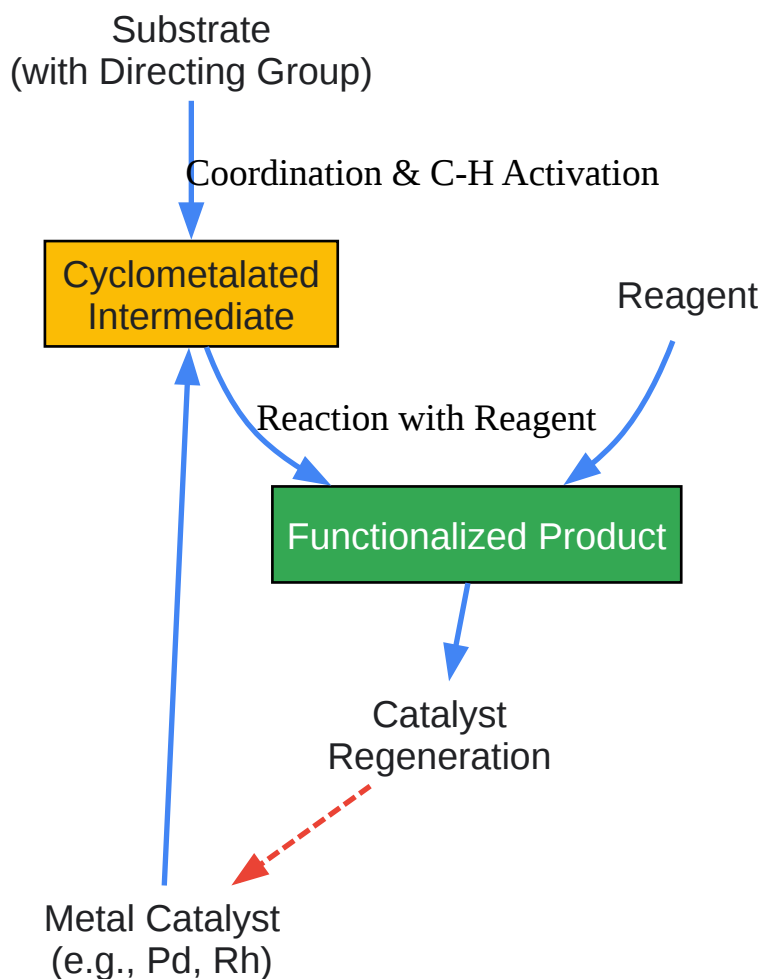 Substrate
(with Directing Group)
Coordination & C-H Activation
Cyclometalated
Intermediate
Reagent
Reaction with Reagent
Functionalized Product
Catalyst
Regeneration
Metal Catalyst
(e.g., Pd, Rh)